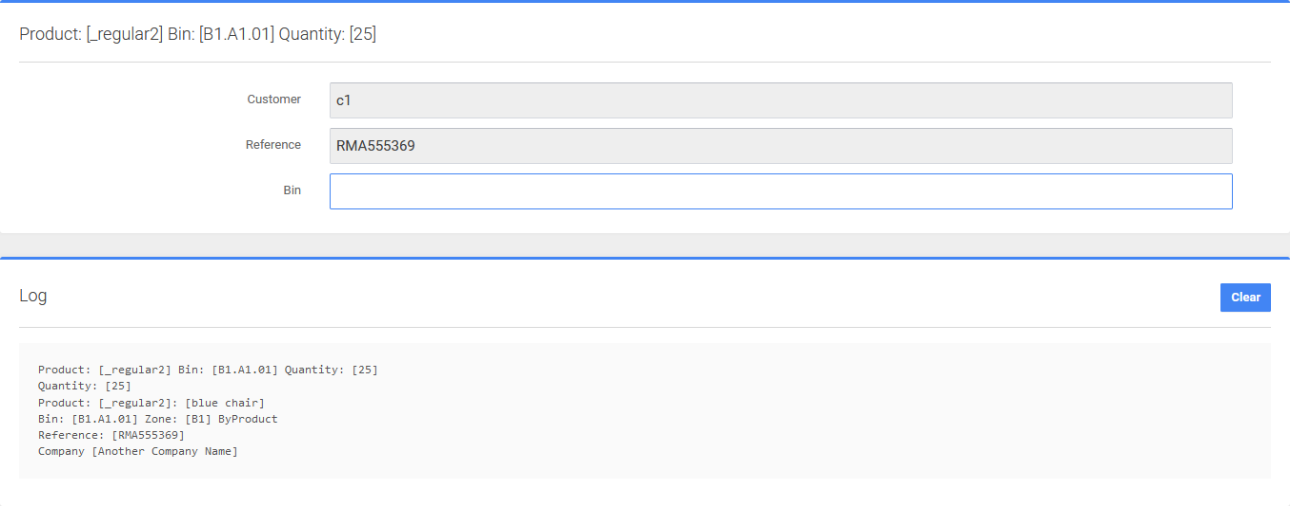 Product: [_regular2] Bin: [B1.A1.01] Quantity: [25]
Customer c1
Reference RMA555369
Bin
Log Clear
Product: [_regular2] Bin: [B1.A1.01] Quantity: [25]
Quantity: [25]
Product: [_regular2]: [blue chair]
Bin: [B1.A1.01] Zone: [B1] ByProduct
Reference: [RMA555369]
Company [Another Company Name]